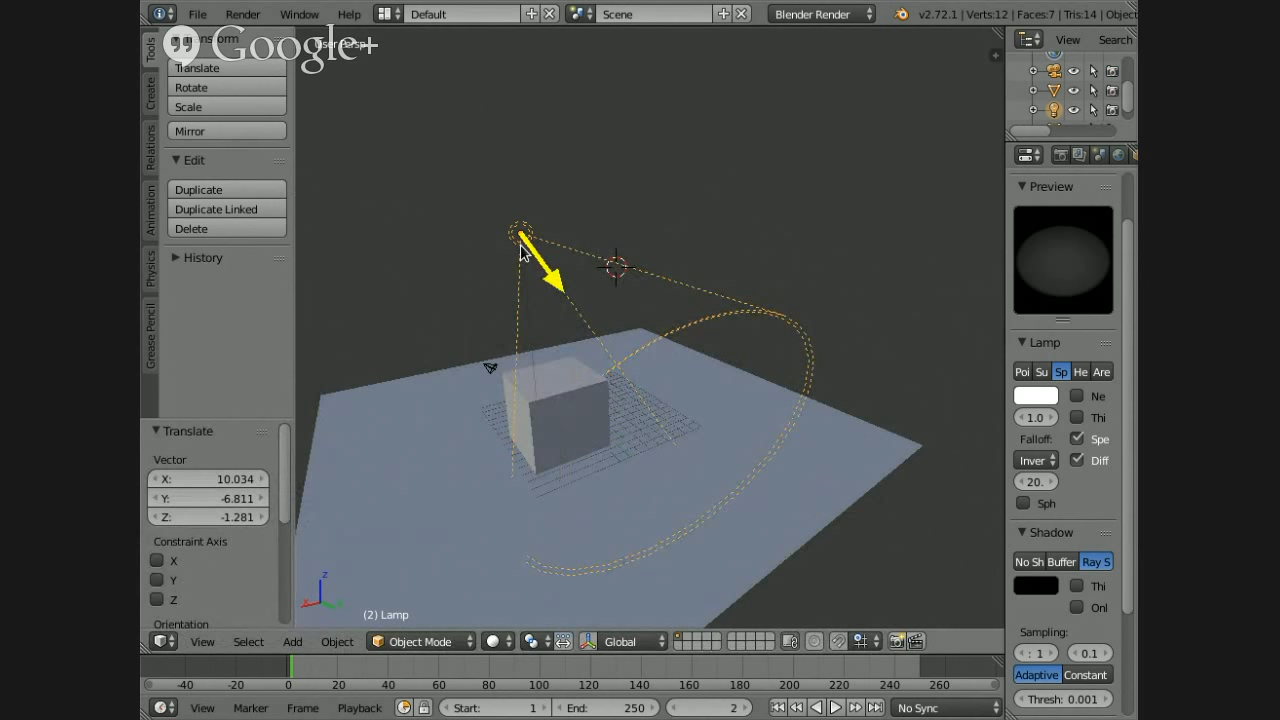 File Render Window Help Default Scene Blender Render v2.72.1 | Verts:12 | Faces:7 | Tris:14 | Object
Google+
Tools
Create
Relations
Animation
Physics
Grease Pencil
Translate
Rotate
Scale
Mirror
Edit
Duplicate
Duplicate Linked
Delete
History
Translate
Vector
X: 10.034
Y: -6.811
Z: -1.281
Constraint Axis
X
Y
Z
Orientation
z
(2) Lamp
View Select Add Object Object Mode Global
-40 -20 0 20 40 60 80 100 120 140 160 180 200 220 240 260
View Marker Frame Playback Start: 1 End: 250 2 No Sync
View Search
Preview
Lamp
Poi Su Sp He Are
Ne
1.0 Thi
Falloff: Spe
Inver Diff
20.
Sph
Shadow
No Sh Buffer Ray S
Thi
Onl
Sampling:
: 1 0.1
Adaptive Constant
Thresh: 0.001